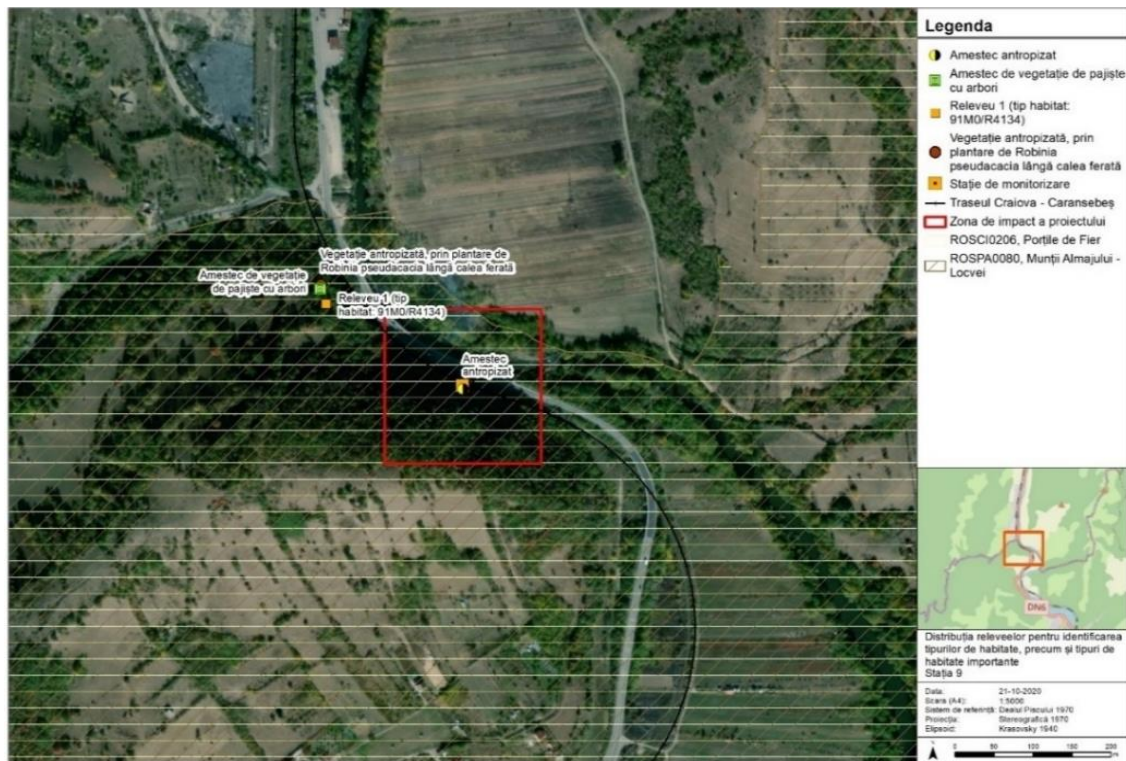 Vegetație antropizată, prin plantare de
Robinia pseudacacia lângă calea ferată
Amestec de vegetație
de pajiște cu arbori
Releveu 1 (tip
habitat: 91M0/R4134)
Amestec
antropizat
Legenda
Amestec antropizat
Amestec de vegetație de pajiște
cu arbori
Releveu 1 (tip habitat:
91M0/R4134)
Vegetație antropizată, prin
plantare de Robinia
pseudacacia lângă calea ferată
Stație de monitorizare
Traseul Craiova - Caransebeș
Zona de impact a proiectului
ROSCI0206, Porțile de Fier
ROSPA0080, Munții Almajului -
Locvei
DN6
Distribuția releveelor pentru identificarea
tipurilor de habitate, precum și tipuri de
habitate importante
Stația 9
Data: 21-10-2020
Scara (A4): 1:5000
Sistem de referință: Dealul Piscului 1970
Proiecția: Stereografică 1970
Elipsoid: Krasovsky 1940
0 50 100 150 200